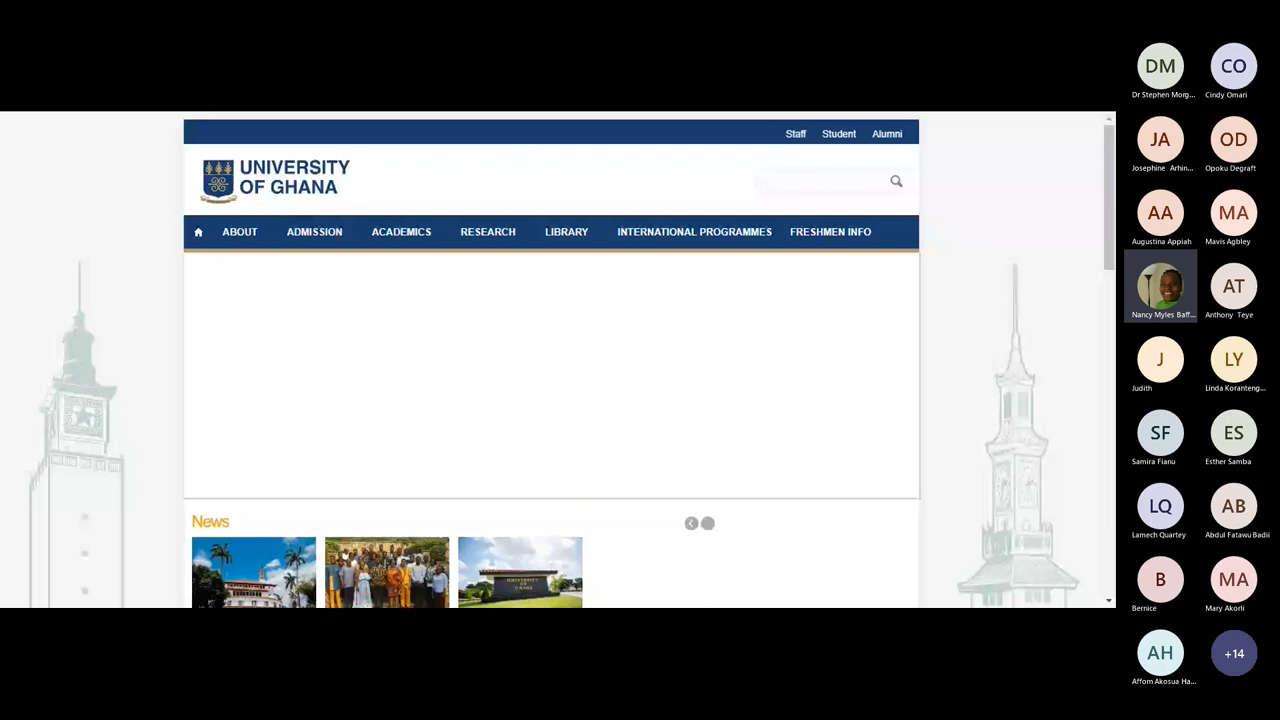 Staff Student Alumni
UNIVERSITY
OF GHANA
ABOUT ADMISSION ACADEMICS RESEARCH LIBRARY INTERNATIONAL PROGRAMMES FRESHMEN INFO
News
UNIVERSITY
OF
GHANA
DM CO
Dr Stephen Morg... Cindy Omari
JA OD
Josephine Arhin... Opoku Degraft
AA MA
Augustina Appiah Mavis Agbley
AT
Nancy Myles Baff... Anthony Teye
J LY
Judith Linda Koranteng...
SF ES
Samira Fianu Esther Samba
LQ AB
Lamech Quartey Abdul Fatawu Badii
B MA
Bernice Mary Akorli
AH +14
Affom Akosua Ha...